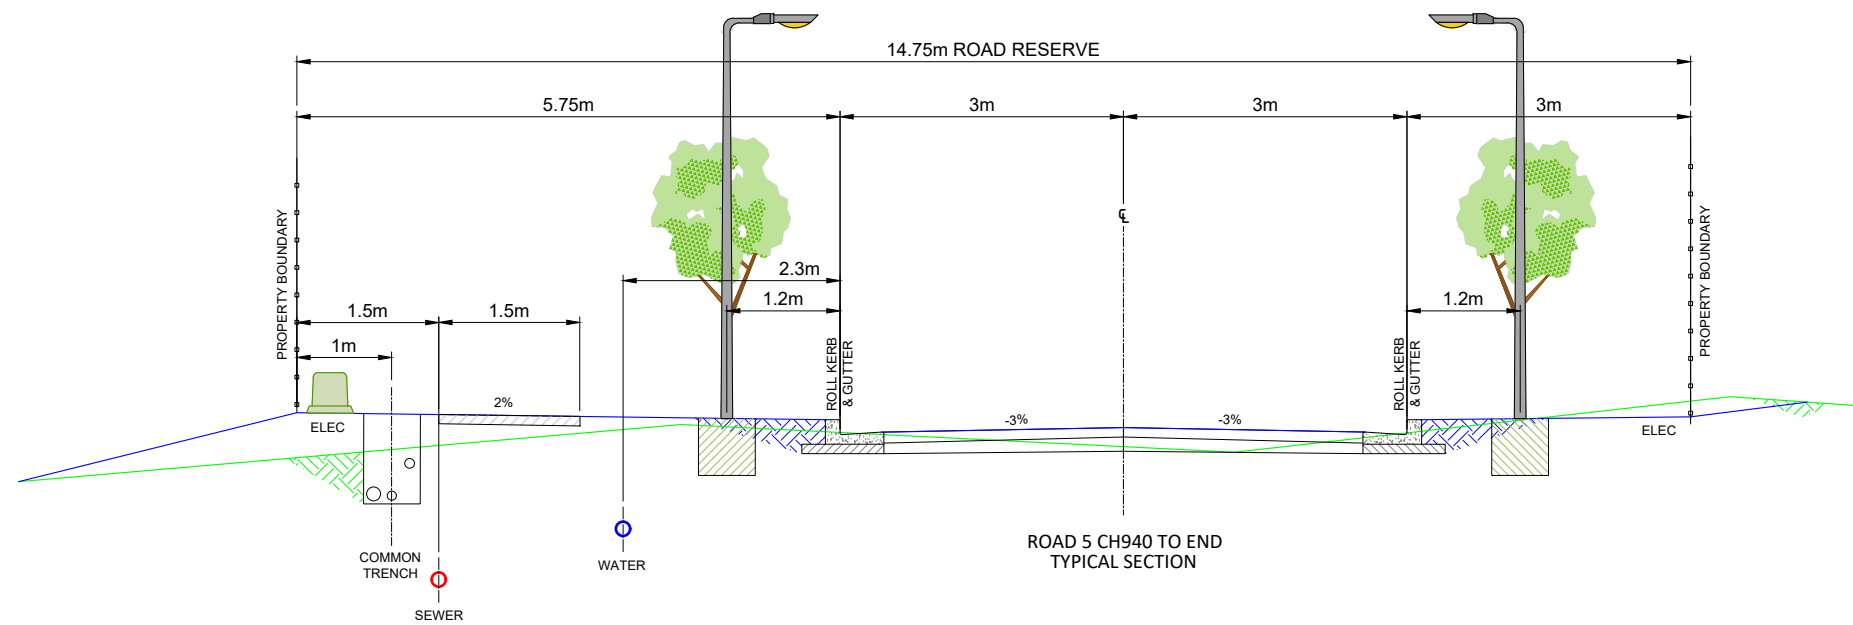 14.75m ROAD RESERVE
5.75m
3m
3m
3m
℄
2.3m
1.2m
1.2m
1.5m
1.5m
1m
PROPERTY BOUNDARY
ROLL KERB
& GUTTER
ROLL KERB
& GUTTER
PROPERTY BOUNDARY
2%
-3%
-3%
ELEC
ELEC
COMMON
TRENCH
WATER
SEWER
ROAD 5 CH940 TO END
TYPICAL SECTION